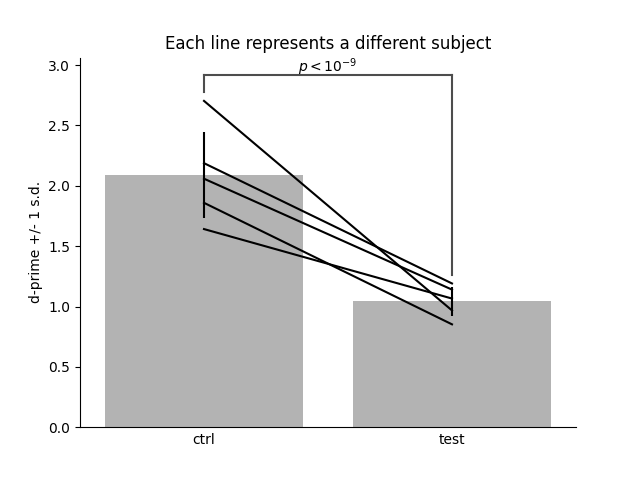 Each line represents a different subject
p < 10⁻⁹
d-prime +/- 1 s.d.
3.0
2.5
2.0
1.5
1.0
0.5
0.0
ctrl test